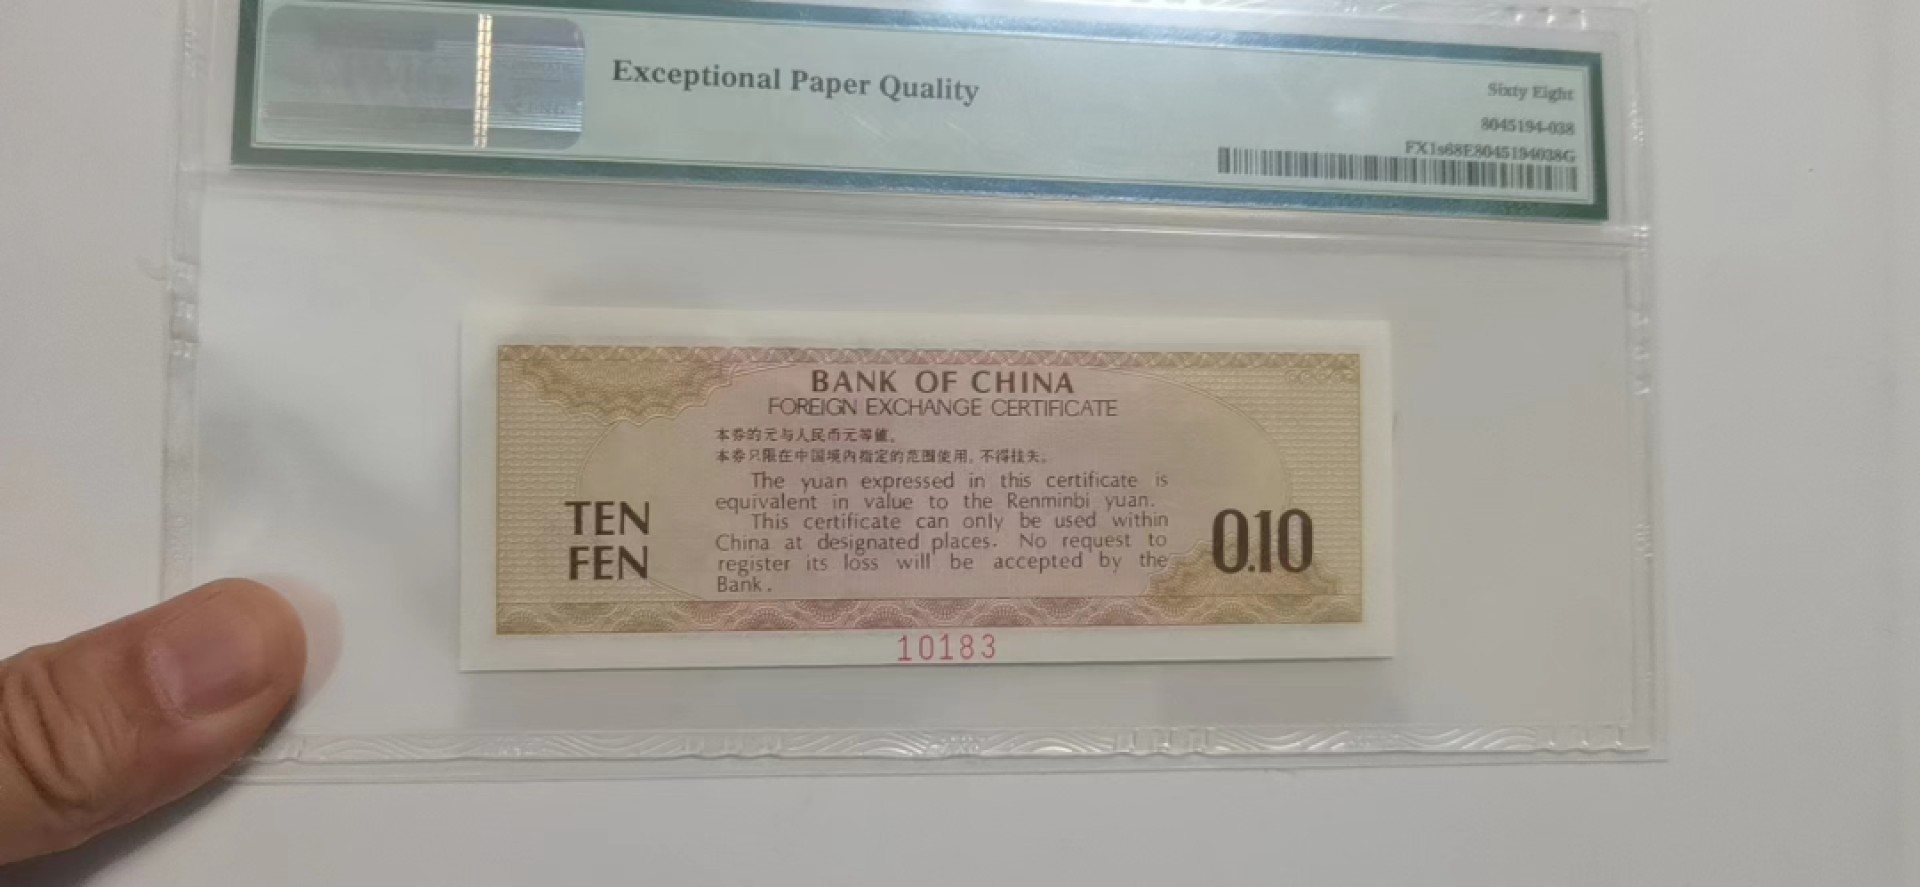 Exceptional Paper Quality
Sixty Eight
8045194-038
FX1s68E8045194038G
BANK OF CHINA
FOREIGN EXCHANGE CERTIFICATE
本券的元与人民币元等值。
本券只限在中国境内指定的范围使用,不得挂失。
The yuan expressed in this certificate is
equivalent in value to the Renminbi yuan.
This certificate can only be used within
China at designated places. No request to
register its loss will be accepted by the
Bank.
TEN
FEN
0.10
10183